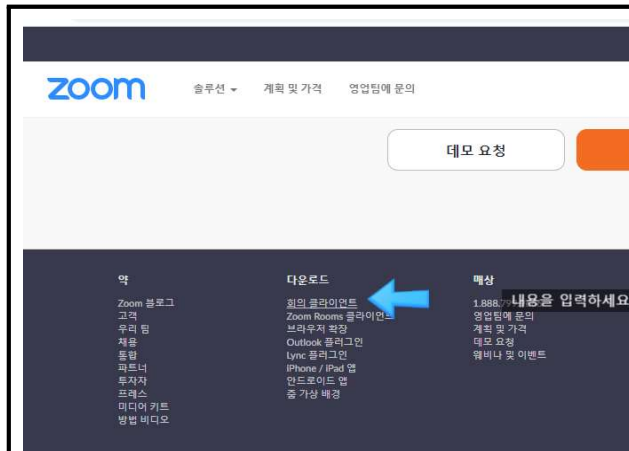 zoom
솔루션
계획 및 가격
영업팀에 문의
데모 요청
약
Zoom 블로그
고객
우리 팀
채용
통합
파트너
투자자
프레스
미디어 키트
방법 비디오
다운로드
회의 클라이언트
Zoom Rooms 클라이언트
브라우저 확장
Outlook 플러그인
Lync 플러그인
iPhone / iPad 앱
안드로이드 앱
줌 가상 배경
매상
1.888.
내용을 입력하세요
영업팀에 문의
계획 및 가격
데모 요청
웨비나 및 이벤트